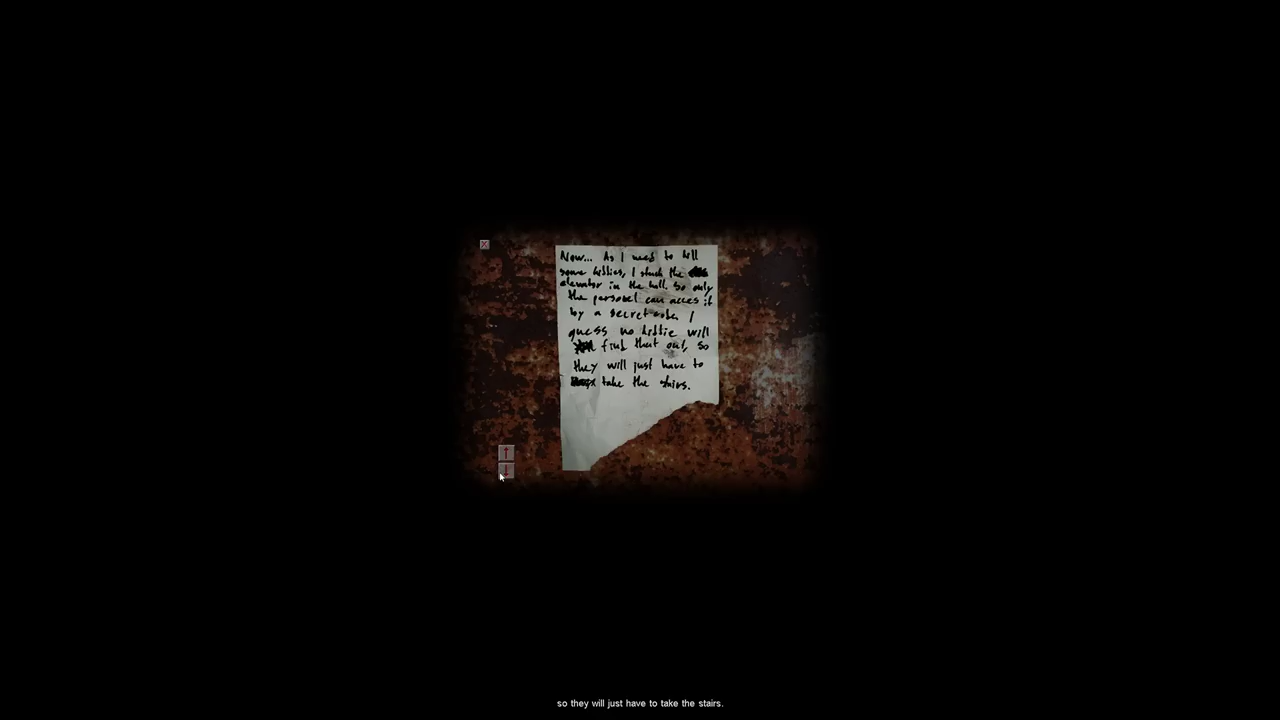 Now... As I need to kill
some kiddies, I stuck the
elevator in the hall. So only
the personel can acces it
by a secret code. I
guess no kiddie will
find that out, so
they will just have to
take the stairs.
X
↑
↓
so they will just have to take the stairs.